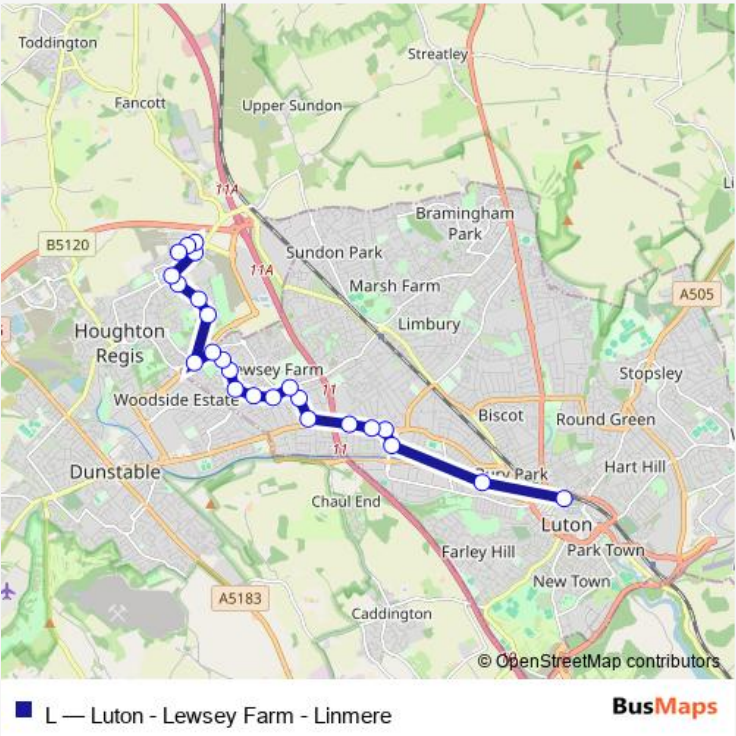 Toddington
Streatley
Fancott
Upper Sundon
11A
Bramingham
Park
B5120
Sundon Park
11A
Marsh Farm
A505
Limbury
Houghton
Regis
Lewsey Farm
Stopsley
11
Woodside Estate
Biscot
Round Green
11
Dunstable
Bury Park
Hart Hill
Chaul End
Luton
Farley Hill
Park Town
New Town
A5183
Caddington
© OpenStreetMap contributors
L — Luton - Lewsey Farm - Linmere
BusMaps